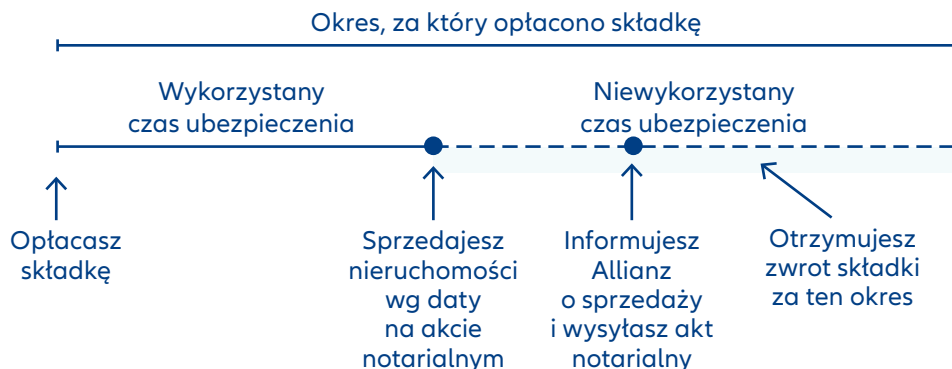 Okres, za który opłacono składkę
Wykorzystany
czas ubezpieczenia
Niewykorzystany
czas ubezpieczenia
Opłacasz
składkę
Sprzedajesz
nieruchomości
wg daty
na akcie
notarialnym
Informujesz
Allianz
o sprzedaży
i wysyłasz akt
notarialny
Otrzymujesz
zwrot składki
za ten okres